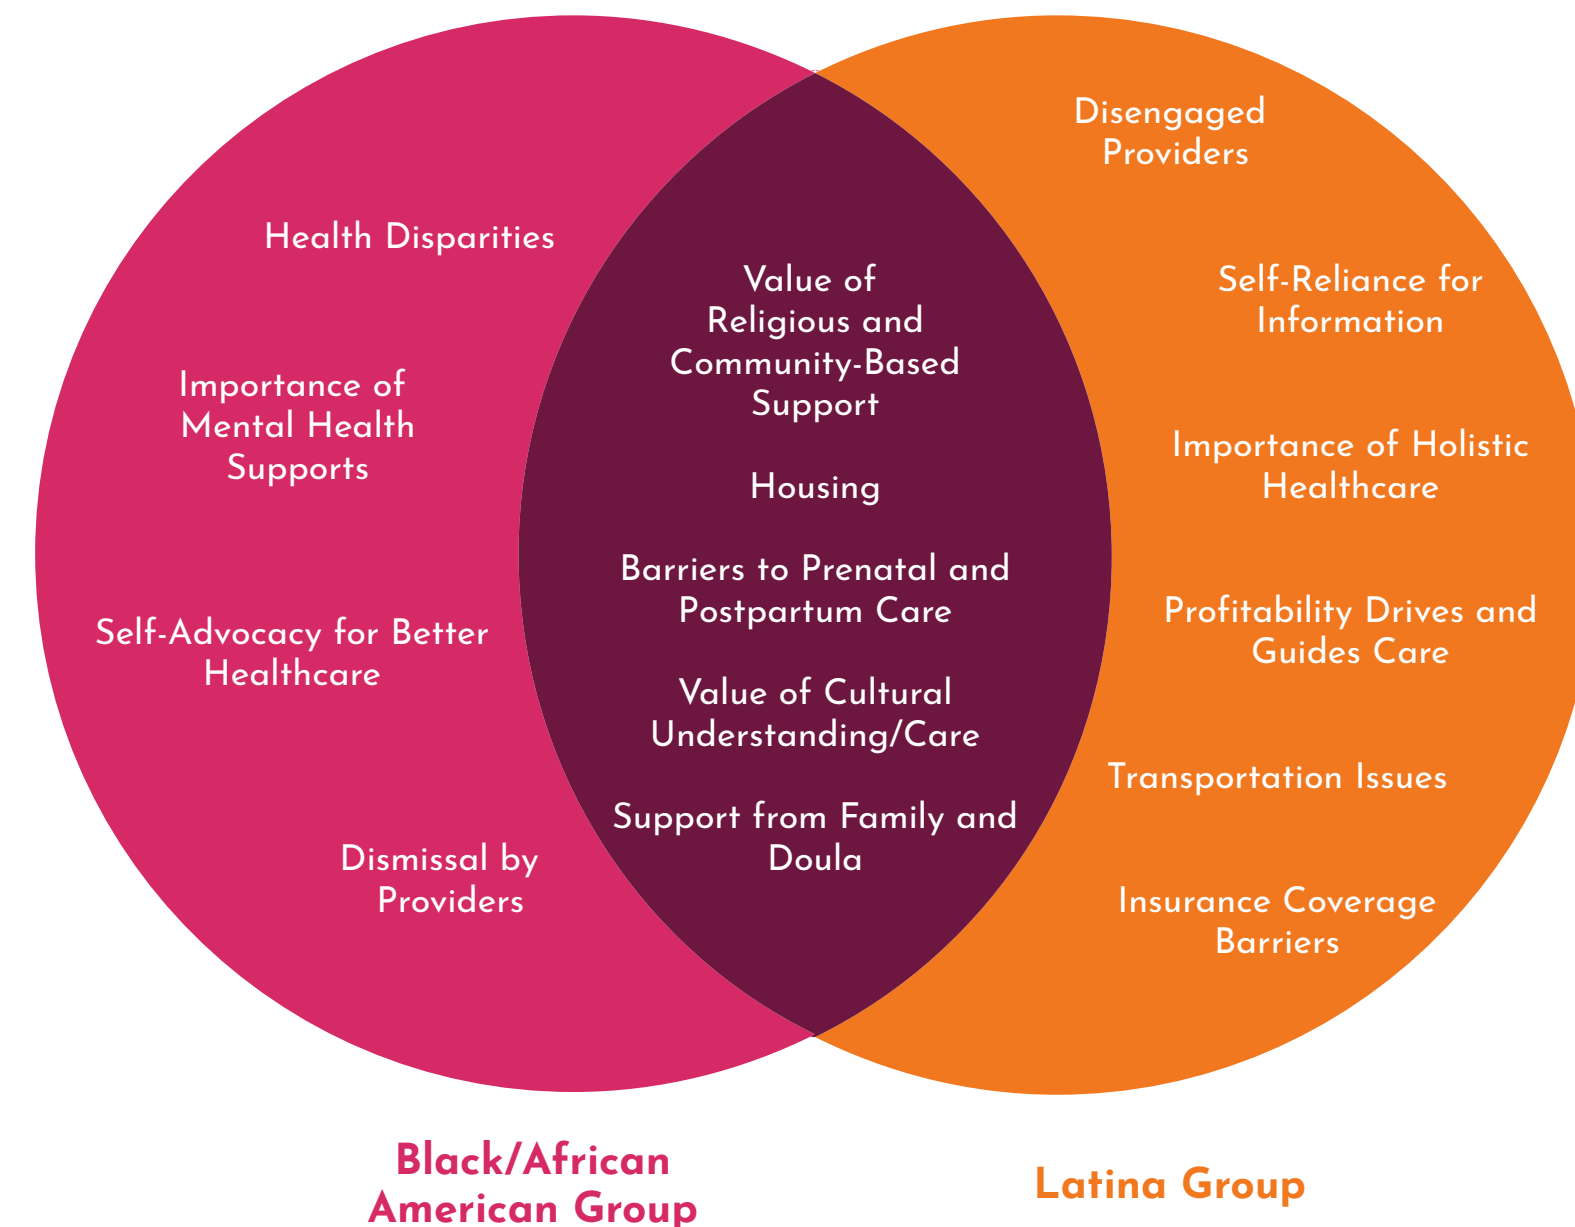 Health Disparities
Importance of
Mental Health
Supports
Self-Advocacy for Better
Healthcare
Dismissal by
Providers
Value of
Religious and
Community-Based
Support
Housing
Barriers to Prenatal and
Postpartum Care
Value of Cultural
Understanding/Care
Support from Family and
Doula
Disengaged
Providers
Self-Reliance for
Information
Importance of Holistic
Healthcare
Profitability Drives and
Guides Care
Transportation Issues
Insurance Coverage
Barriers
Black/African
American Group
Latina Group